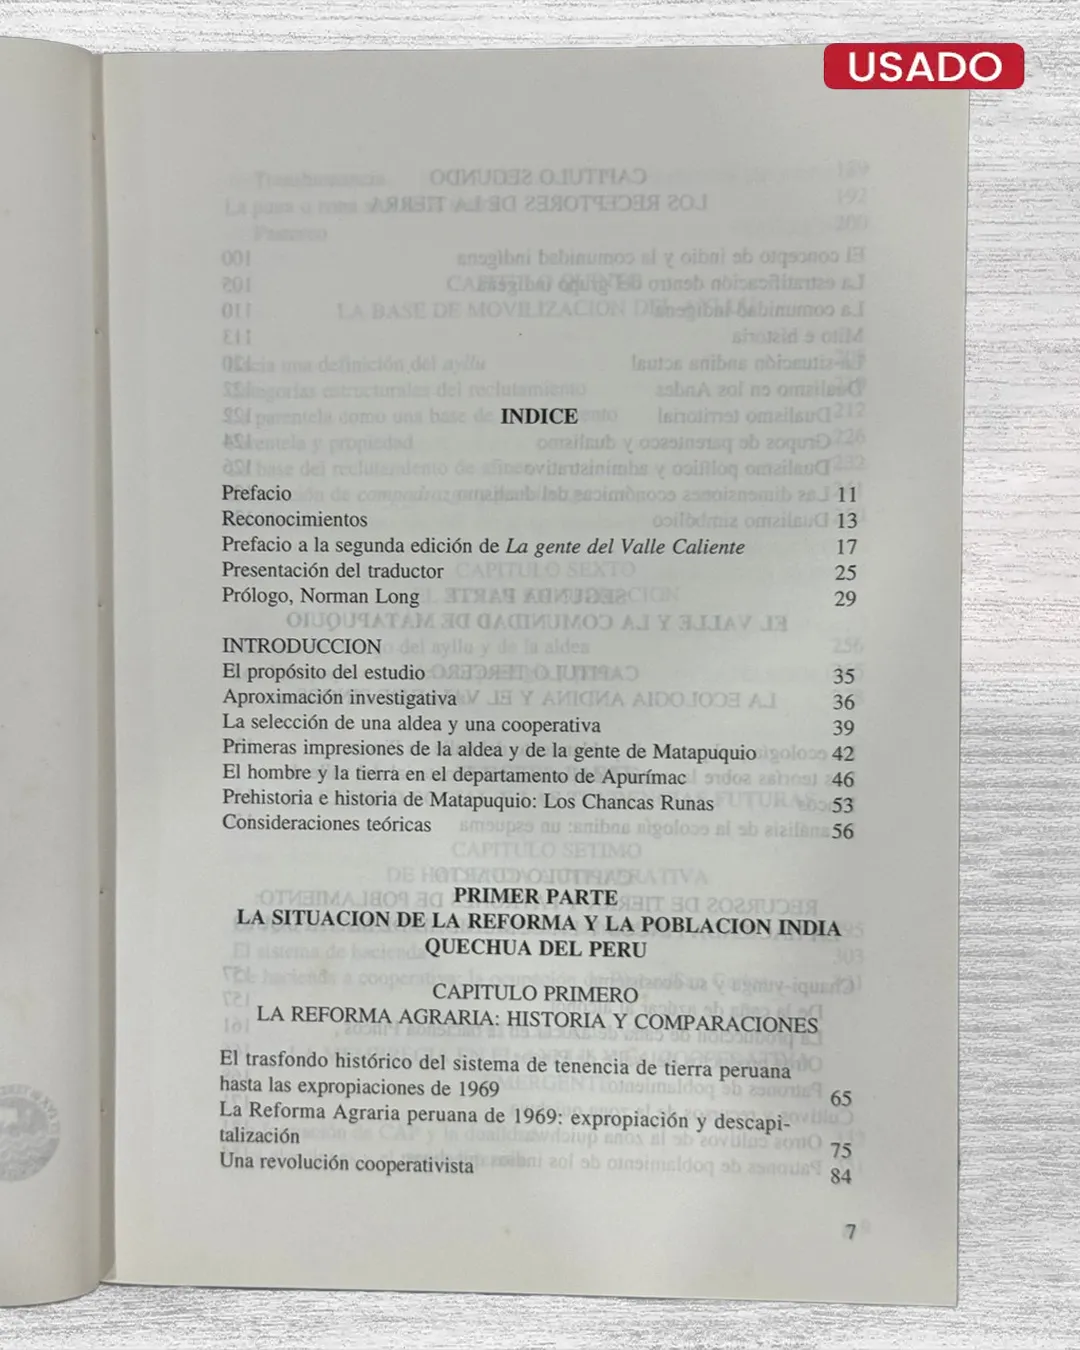 USADO
INDICE
Prefacio 11
Reconocimientos 13
Prefacio a la segunda edición de La gente del Valle Caliente 17
Presentación del traductor 25
Prólogo, Norman Long 29
INTRODUCCION
El propósito del estudio 35
Aproximación investigativa 36
La selección de una aldea y una cooperativa 39
Primeras impresiones de la aldea y de la gente de Matapuquio 42
El hombre y la tierra en el departamento de Apurímac 46
Prehistoria e historia de Matapuquio: Los Chancas Runas 53
Consideraciones teóricas 56
PRIMER PARTE
LA SITUACION DE LA REFORMA Y LA POBLACION INDIA
QUECHUA DEL PERU
CAPITULO PRIMERO
LA REFORMA AGRARIA: HISTORIA Y COMPARACIONES
El trasfondo histórico del sistema de tenencia de tierra peruana
hasta las expropiaciones de 1969 65
La Reforma Agraria peruana de 1969: expropiación y descapi-
talización 75
Una revolución cooperativista 84
7